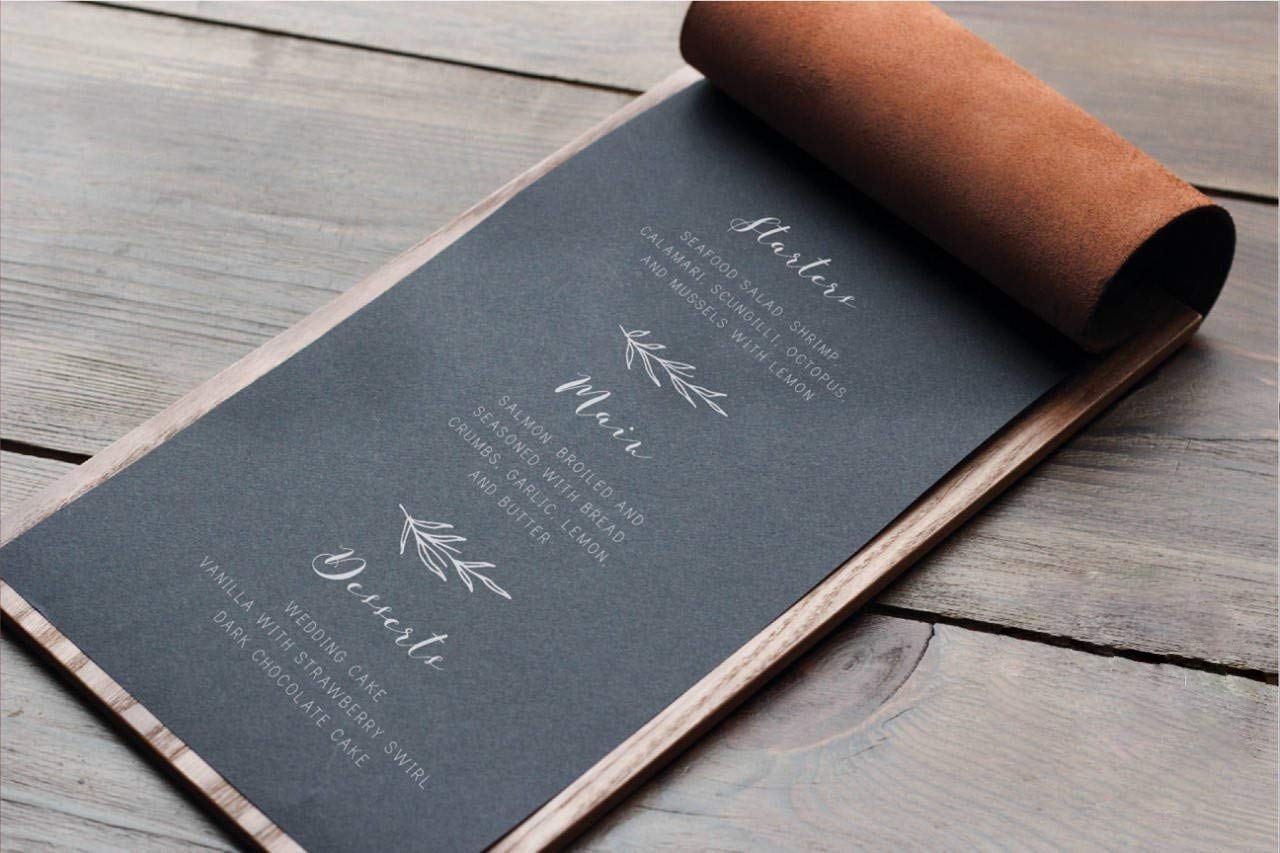 Starters
SEAFOOD SALAD: SHRIMP,
CALAMARI, SCUNGILLI, OCTOPUS
AND MUSSELS WITH LEMON
Main
SALMON, BROILED AND
SEASONED WITH BREAD
CRUMBS, GARLIC, LEMON,
AND BUTTER
Desserts
WEDDING CAKE
VANILLA WITH STRAWBERRY SWIRL
DARK CHOCOLATE CAKE